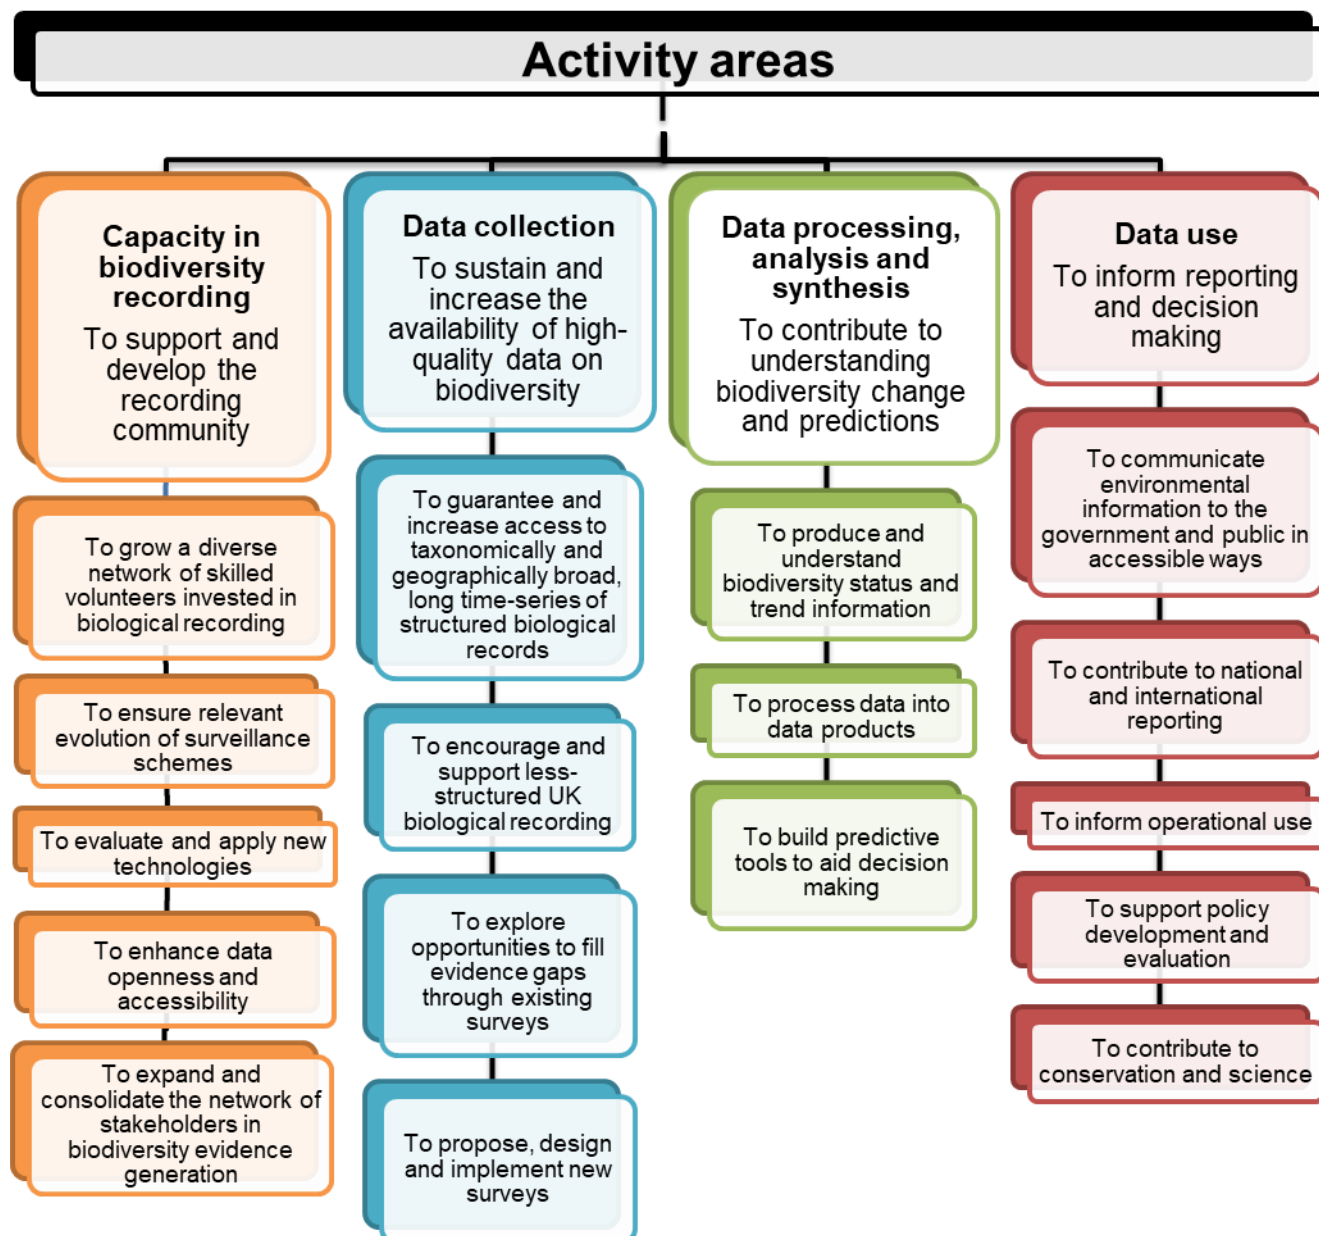 Activity areas
Capacity in
biodiversity
recording
To support and
develop the
recording
community
To grow a diverse
network of skilled
volunteers invested in
biological recording
To ensure relevant
evolution of surveillance
schemes
To evaluate and apply new
technologies
To enhance data
openness and
accessibility
To expand and
consolidate the network of
stakeholders in
biodiversity evidence
generation
Data collection
To sustain and
increase the
availability of high-
quality data on
biodiversity
To guarantee and
increase access to
taxonomically and
geographically broad,
long time-series of
structured biological
records
To encourage and
support less-
structured UK
biological recording
To explore
opportunities to fill
evidence gaps
through existing
surveys
To propose, design
and implement new
surveys
Data processing,
analysis and
synthesis
To contribute to
understanding
biodiversity change
and predictions
To produce and
understand
biodiversity status and
trend information
To process data into
data products
To build predictive
tools to aid decision
making
Data use
To inform reporting
and decision
making
To communicate
environmental
information to the
government and public in
accessible ways
To contribute to national
and international
reporting
To inform operational use
To support policy
development and
evaluation
To contribute to
conservation and science